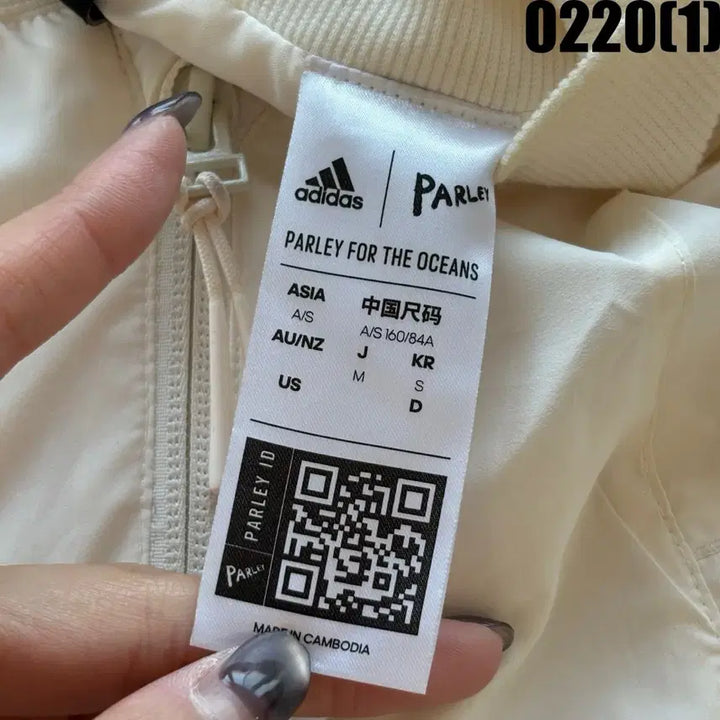 0220(1)
adidas
PARLEY
PARLEY FOR THE OCEANS
ASIA
中国尺码
A/S
A/S 160/84A
AU/NZ
J
KR
M
S
US
D
PARLEY ID
PARLEY
MADE IN CAMBODIA